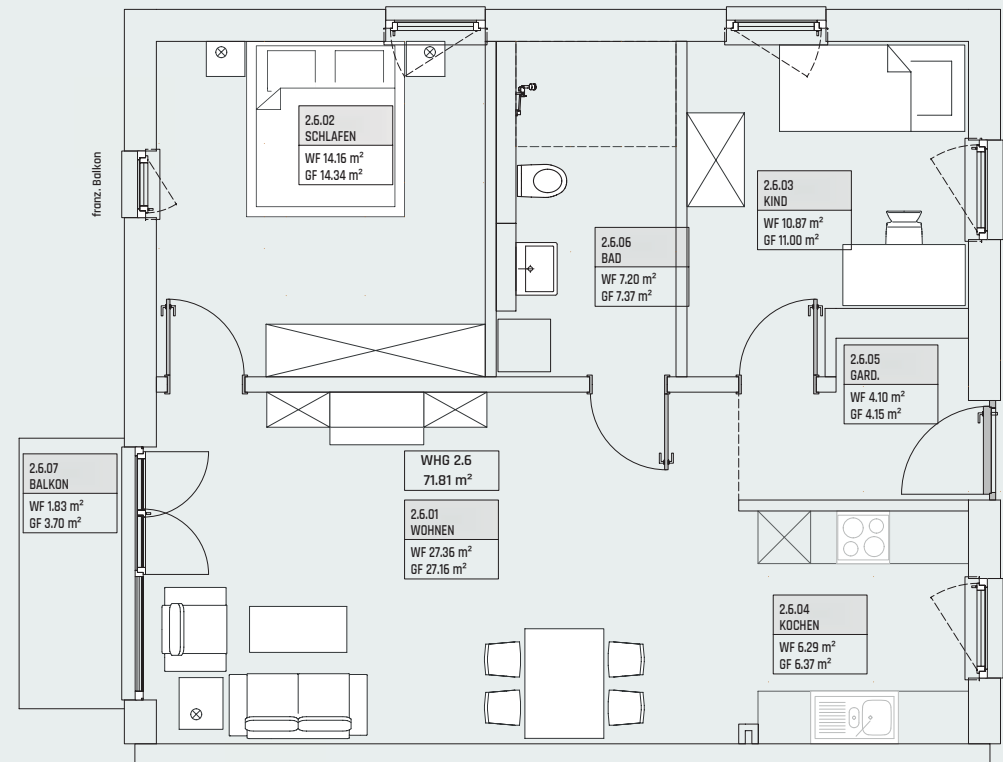 2.6.02
SCHLAFEN
WF 14.16 m²
GF 14.34 m²
franz. Balkon
2.6.03
KIND
WF 10.87 m²
GF 11.00 m²
2.6.06
BAD
WF 7.20 m²
GF 7.37 m²
2.6.05
GARD.
WF 4.10 m²
GF 4.15 m²
2.6.07
BALKON
WF 1.83 m²
GF 3.70 m²
WHG 2.6
71.81 m²
2.6.01
WOHNEN
WF 27.36 m²
GF 27.16 m²
2.6.04
KOCHEN
WF 6.29 m²
GF 6.37 m²